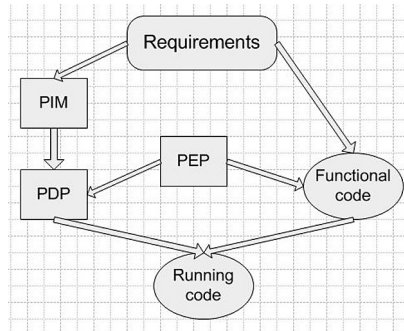 Requirements
PIM
PEP
PDP
Functional
code
Running
code